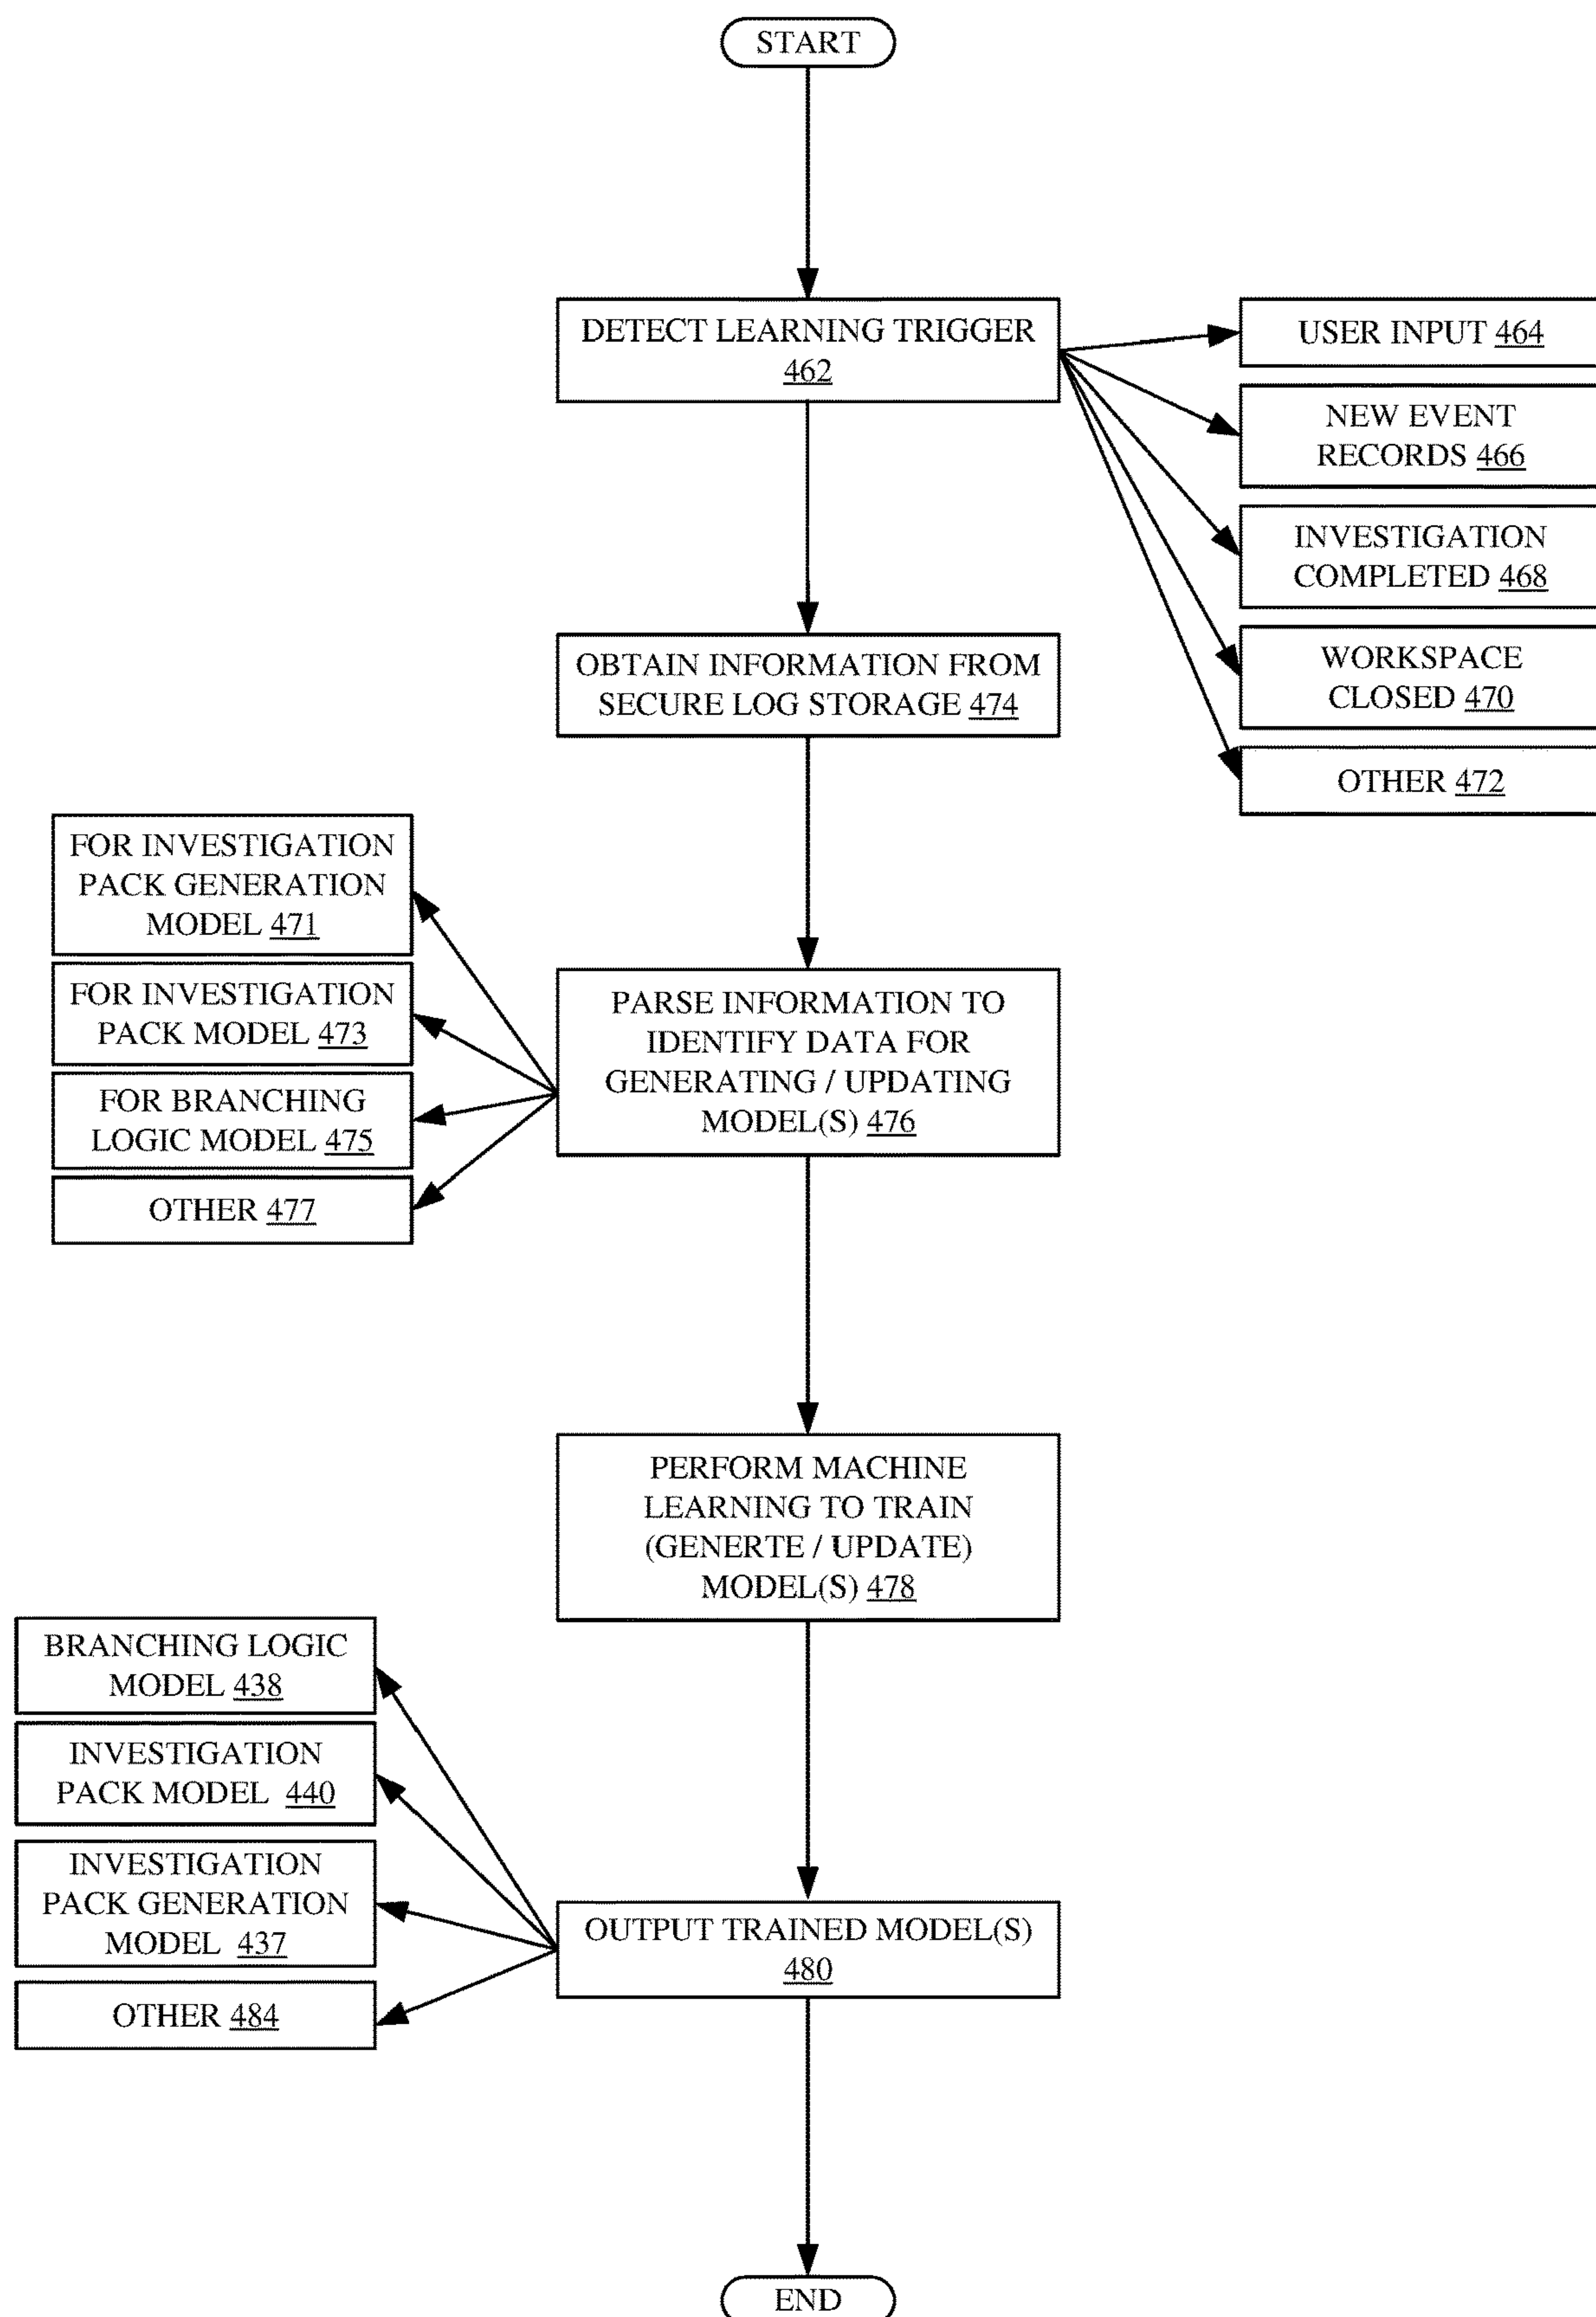 START
DETECT LEARNING TRIGGER
462
USER INPUT 464
NEW EVENT
RECORDS 466
INVESTIGATION
COMPLETED 468
WORKSPACE
CLOSED 470
OTHER 472
OBTAIN INFORMATION FROM
SECURE LOG STORAGE 474
FOR INVESTIGATION
PACK GENERATION
MODEL 471
FOR INVESTIGATION
PACK MODEL 473
FOR BRANCHING
LOGIC MODEL 475
OTHER 477
PARSE INFORMATION TO
IDENTIFY DATA FOR
GENERATING / UPDATING
MODEL(S) 476
PERFORM MACHINE
LEARNING TO TRAIN
(GENERTE / UPDATE)
MODEL(S) 478
BRANCHING LOGIC
MODEL 438
INVESTIGATION
PACK MODEL 440
INVESTIGATION
PACK GENERATION
MODEL 437
OTHER 484
OUTPUT TRAINED MODEL(S)
480
END